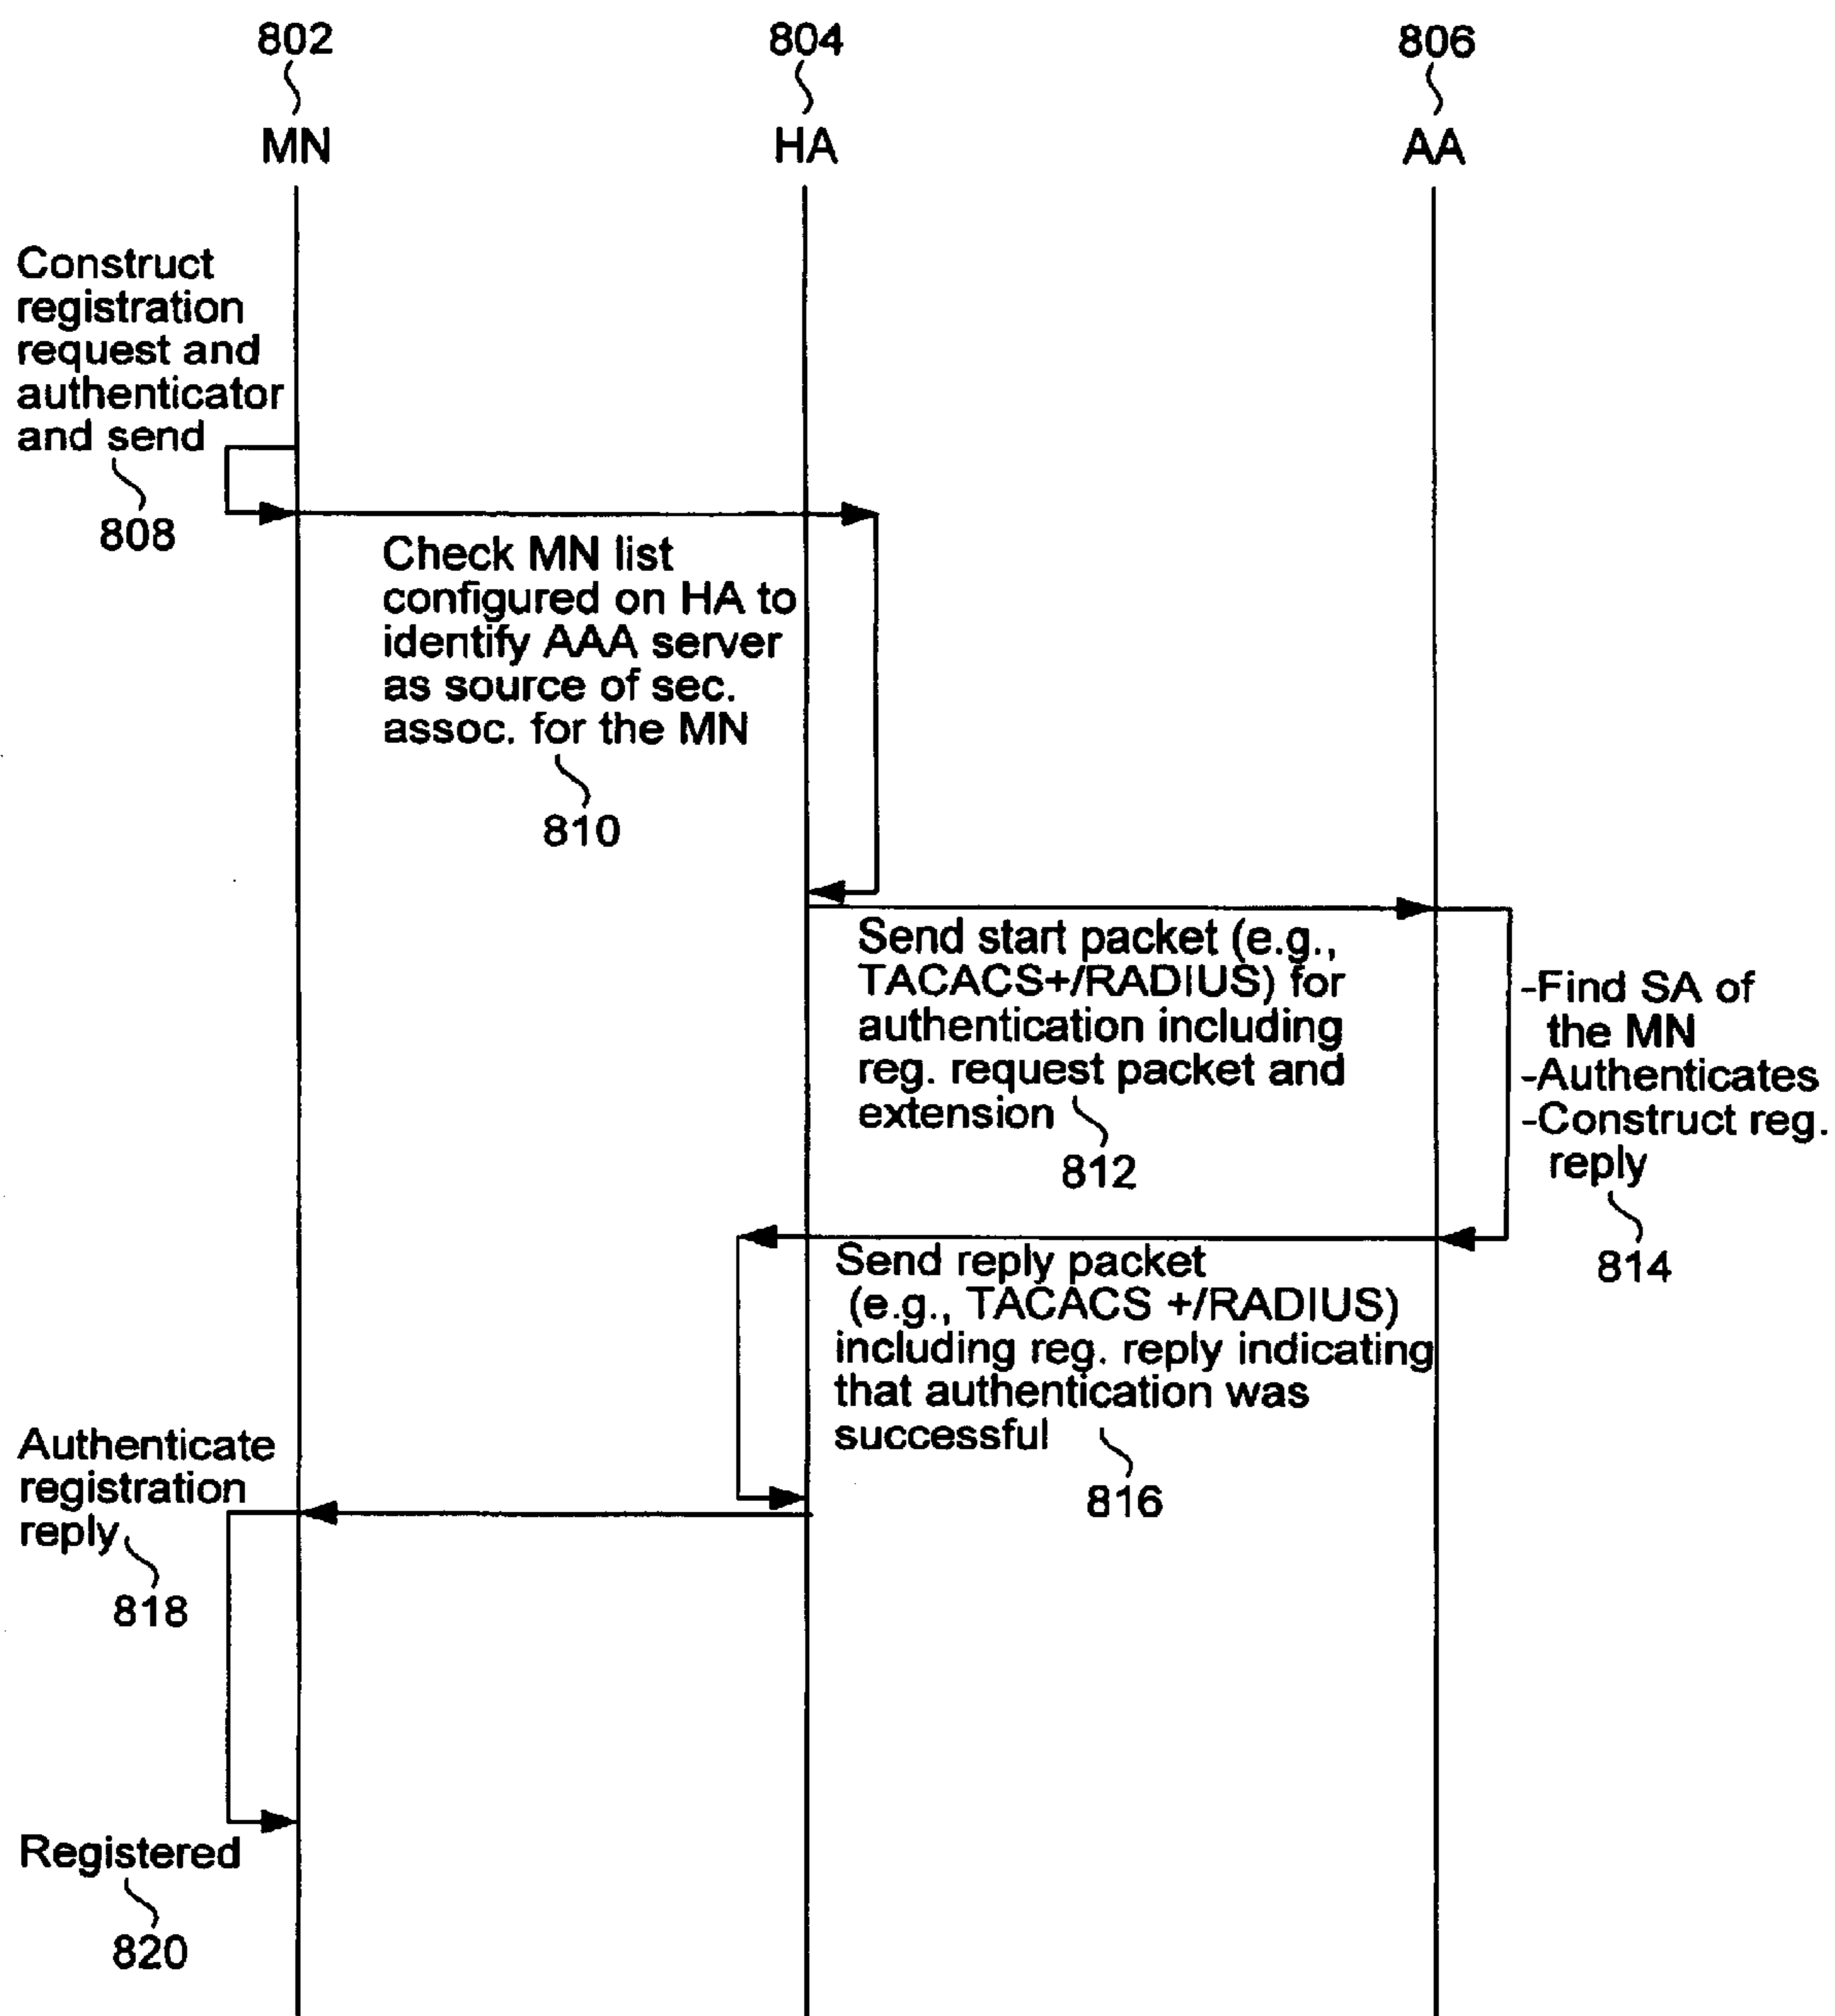 802
804
806
MN
HA
AA
Construct
registration
request and
authenticator
and send
808
Check MN list
configured on HA to
identify AAA server
as source of sec.
assoc. for the MN
810
Send start packet (e.g.,
TACACS+/RADIUS) for
authentication including
reg. request packet and
extension
812
-Find SA of
the MN
-Authenticates
-Construct reg.
reply
814
Send reply packet
(e.g., TACACS +/RADIUS)
including reg. reply indicating
that authentication was
successful
816
Authenticate
registration
reply
818
Registered
820